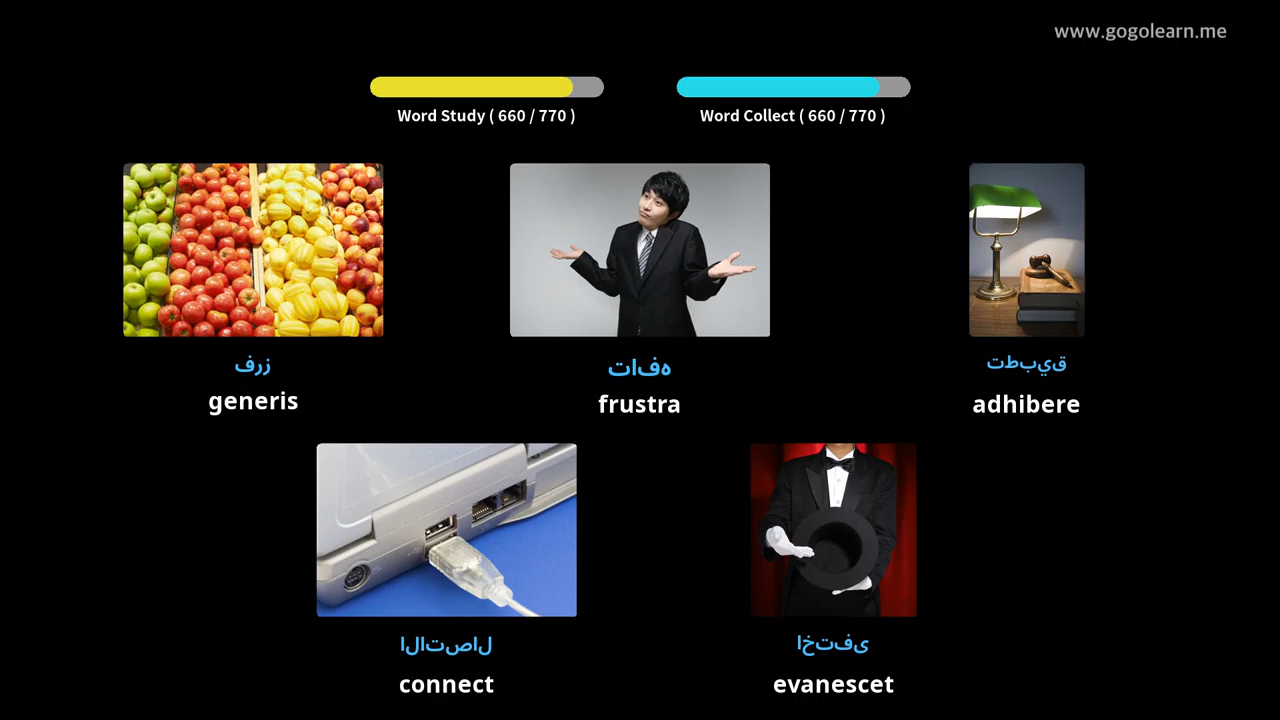 www.gogolearn.me
Word Study ( 660 / 770 )
Word Collect ( 660 / 770 )
فرز
generis
تافه
frustra
تطبيق
adhibere
الاتصال
connect
اختفى
evanescet